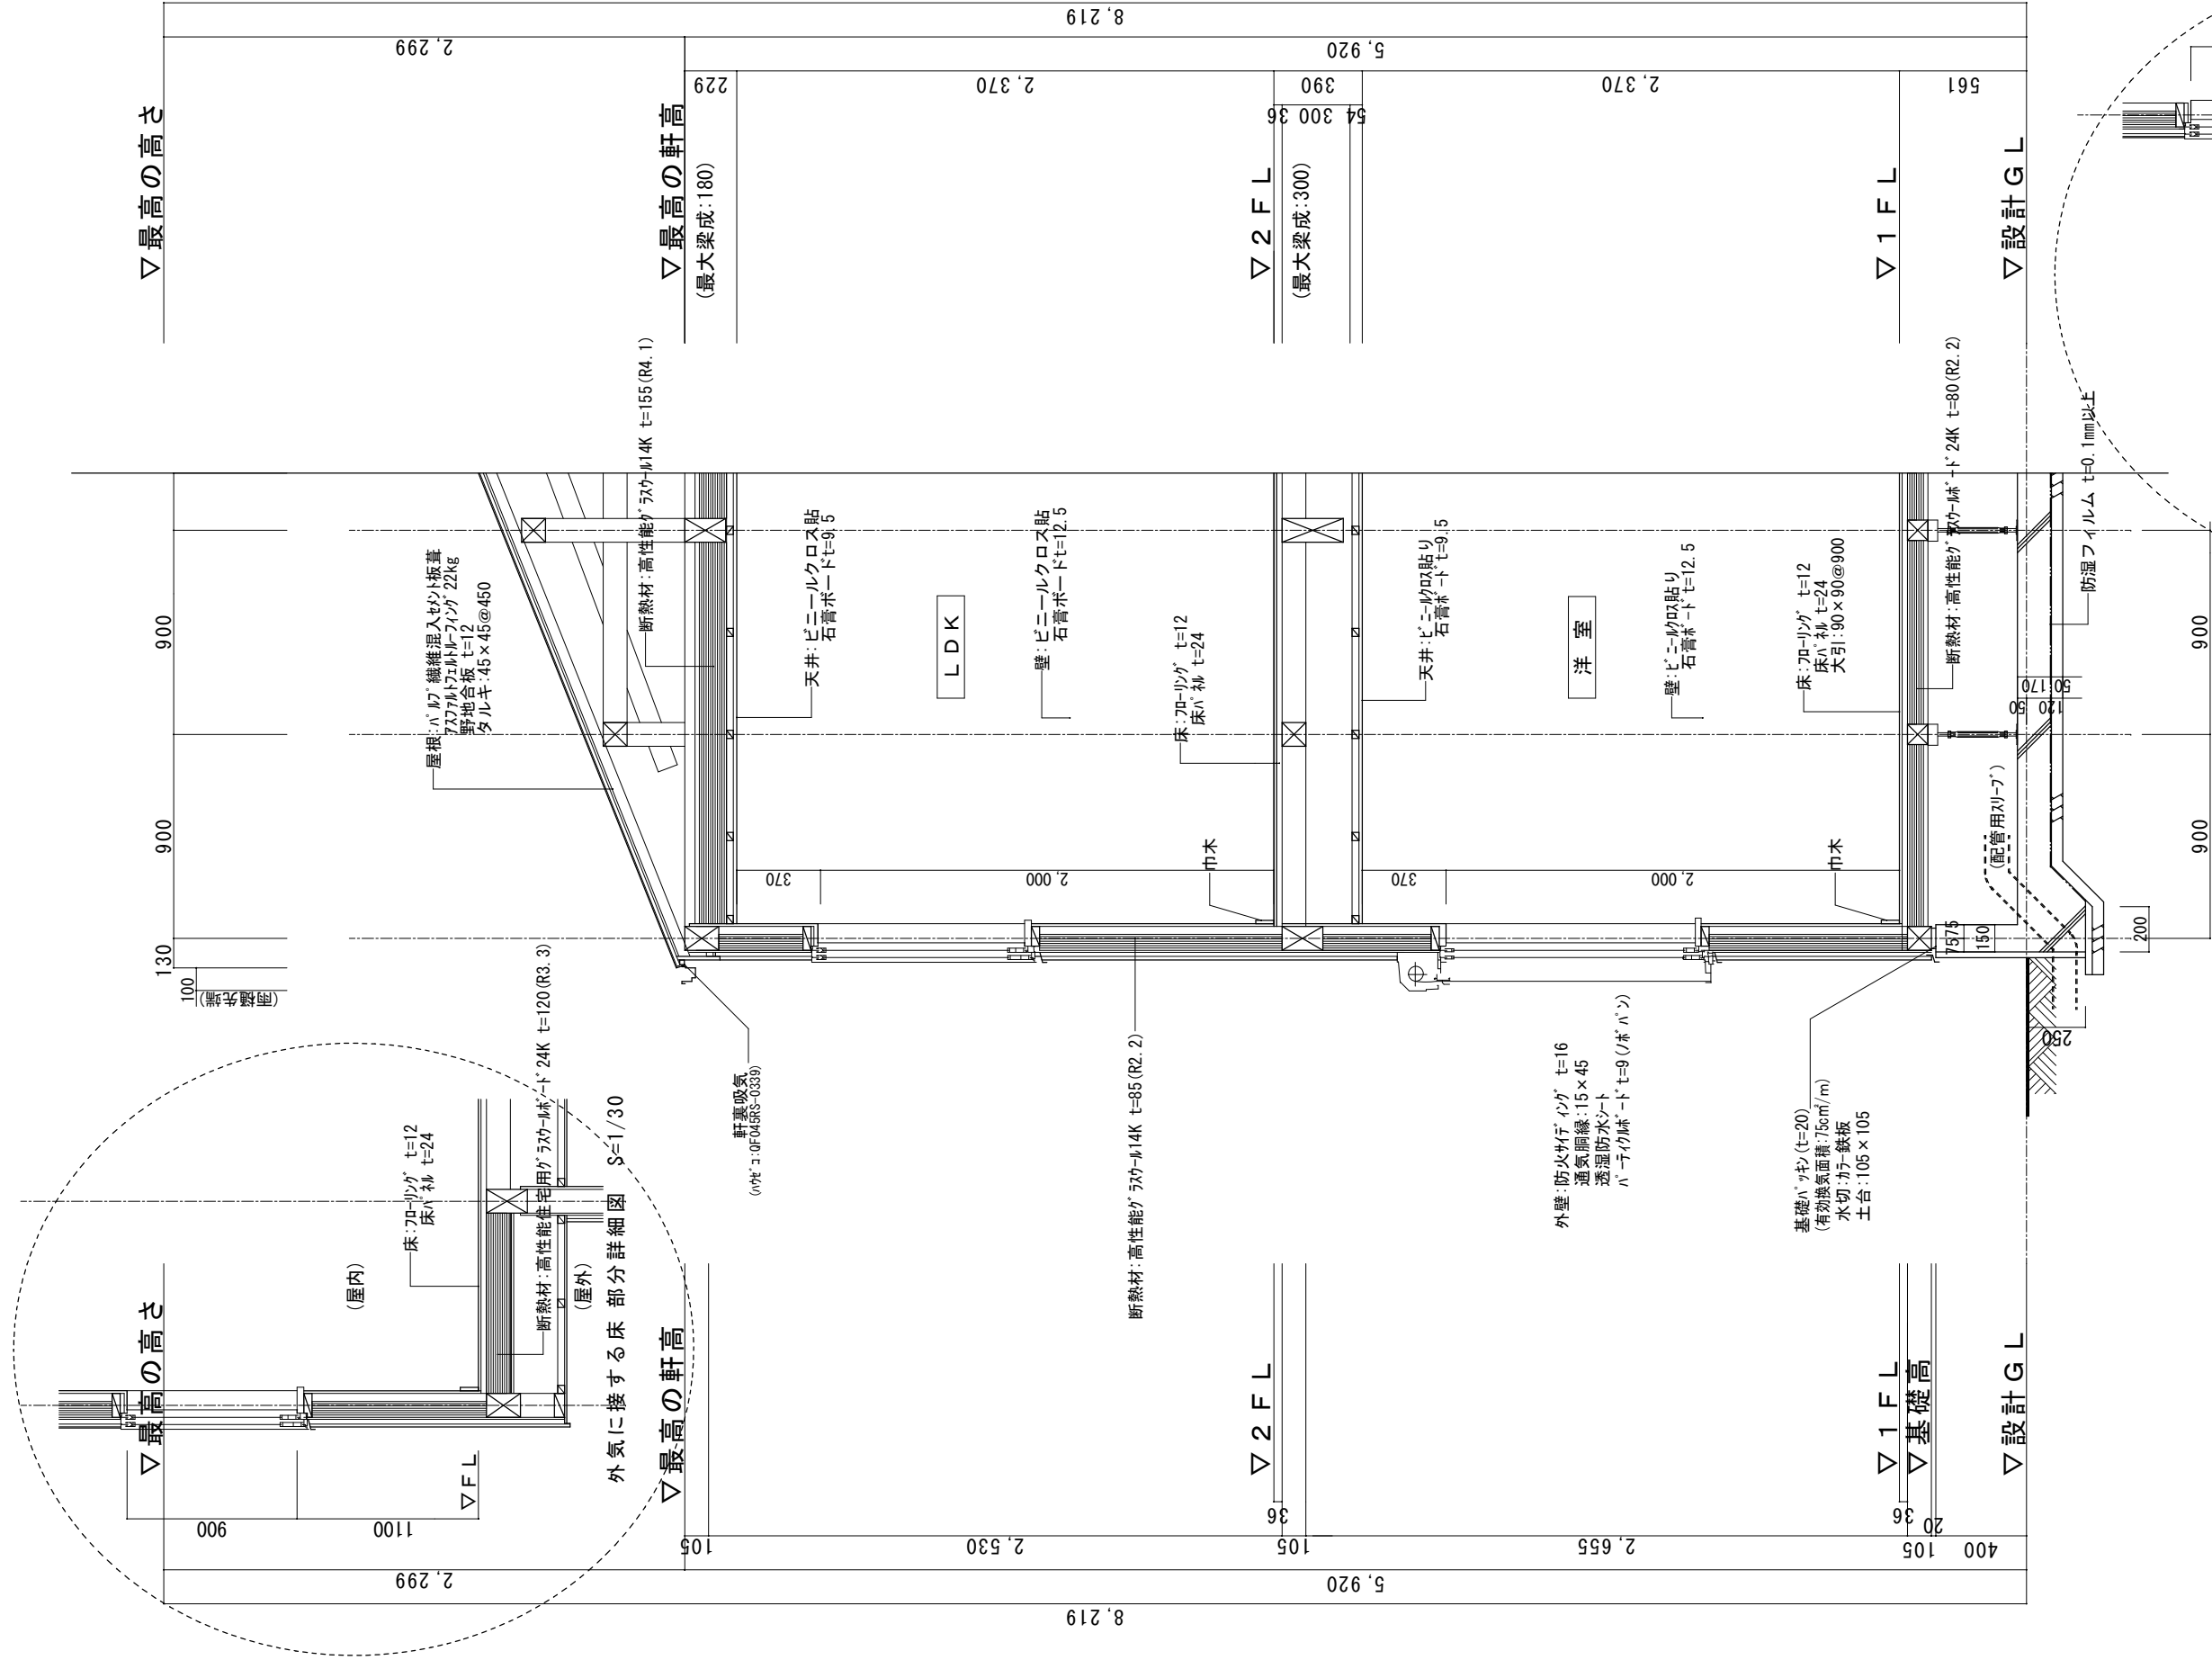 8,219
2,299
5,920
229
2,370
390
2,370
561
36
300
54
▽最高の高さ
▽最高の軒高
(最大梁成:180)
▽2FL
(最大梁成:300)
▽1FL
▽設計GL
900
900
130
100
(雨樋先端)
屋根:パルプ繊維混入セメント板葺
アスファルトフェルトルーフィング22kg
野地合板 t=12
タルキ:45×45@450
断熱材:高性能グラスウール14K t=155(R4.1)
天井:ビニールクロス貼
石膏ボードt=9.5
LDK
壁:ビニールクロス貼
石膏ボードt=12.5
床:フローリング t=12
床パネル t=24
天井:ビニールクロス貼り
石膏ボードt=9.5
洋室
壁:ビニールクロス貼り
石膏ボードt=12.5
床:フローリング t=12
床パネル t=24
大引:90×90@900
断熱材:高性能グラスウールボード24K t=80(R2.2)
防湿フィルム t=0.1mm以上
50
170
120
50
370
2,000
巾木
370
2,000
巾木
(配管用スリーブ)
75
75
150
200
250
900
900
軒裏吸気
(ハウゼコ:QF045RS-0339)
断熱材:高性能グラスウール14K t=85(R2.2)
外壁:防火サイディング t=16
通気胴縁:15×45
透湿防水シート
パーティクルボードt=9(ノボパン)
基礎パッキン(t=20)
(有効換気面積:75c㎡/m)
水切:カラー鉄板
土台:105×105
床:フローリング t=12
床パネル t=24
(屋内)
断熱材:高性能住宅用グラスウールボード24K t=120(R3.3)
(屋外)
外気に接する床 部分詳細図 S=1/30
▽FL
900
1100
▽最高の高さ
▽最高の軒高
▽2FL
▽1FL
▽基礎高
▽設計GL
36
36
20
105
2,530
105
2,655
105
400
2,299
5,920
8,219